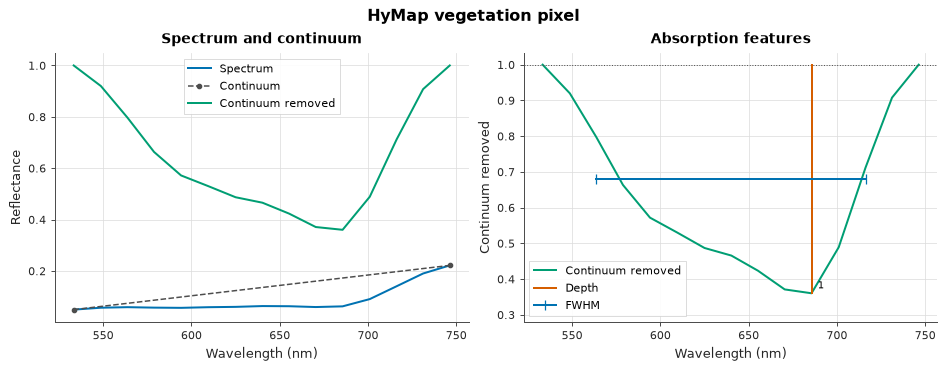 HyMap vegetation pixel
Spectrum and continuum
Reflectance
1.0
0.8
0.6
0.4
0.2
Spectrum
Continuum
Continuum removed
550
600
650
700
750
Wavelength (nm)
Absorption features
Continuum removed
1.0
0.9
0.8
0.7
0.6
0.5
0.4
0.3
1
Continuum removed
Depth
FWHM
550
600
650
700
750
Wavelength (nm)